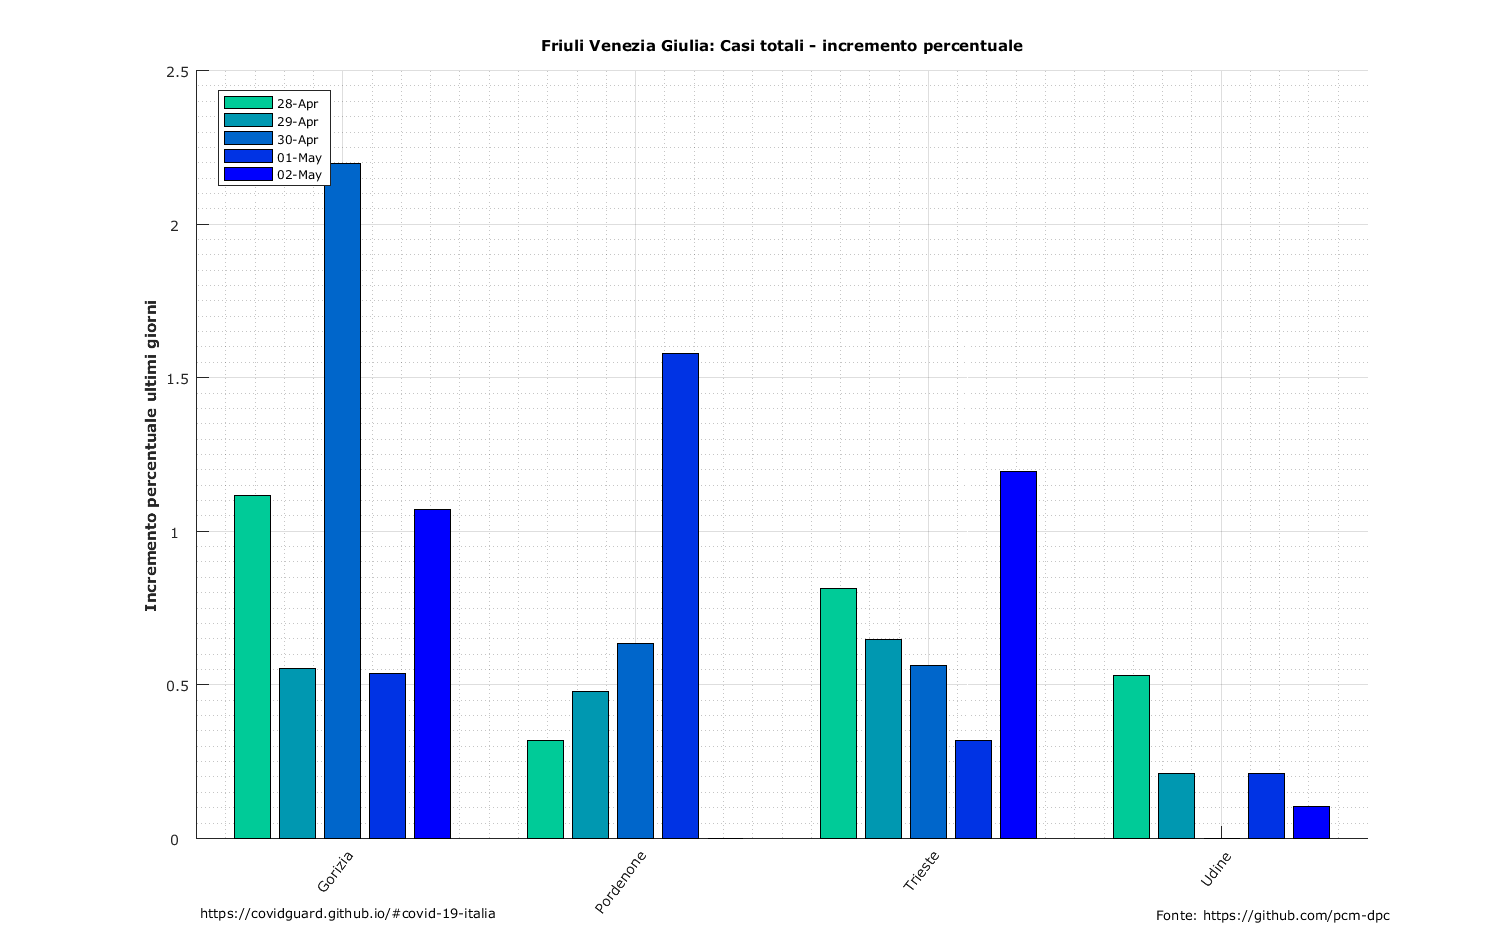 Friuli Venezia Giulia: Casi totali - incremento percentuale
Incremento percentuale ultimi giorni
2.5
2
1.5
1
0.5
0
28-Apr
29-Apr
30-Apr
01-May
02-May
Gorizia
Pordenone
Trieste
Udine
https://covidguard.github.io/#covid-19-italia
Fonte: https://github.com/pcm-dpc